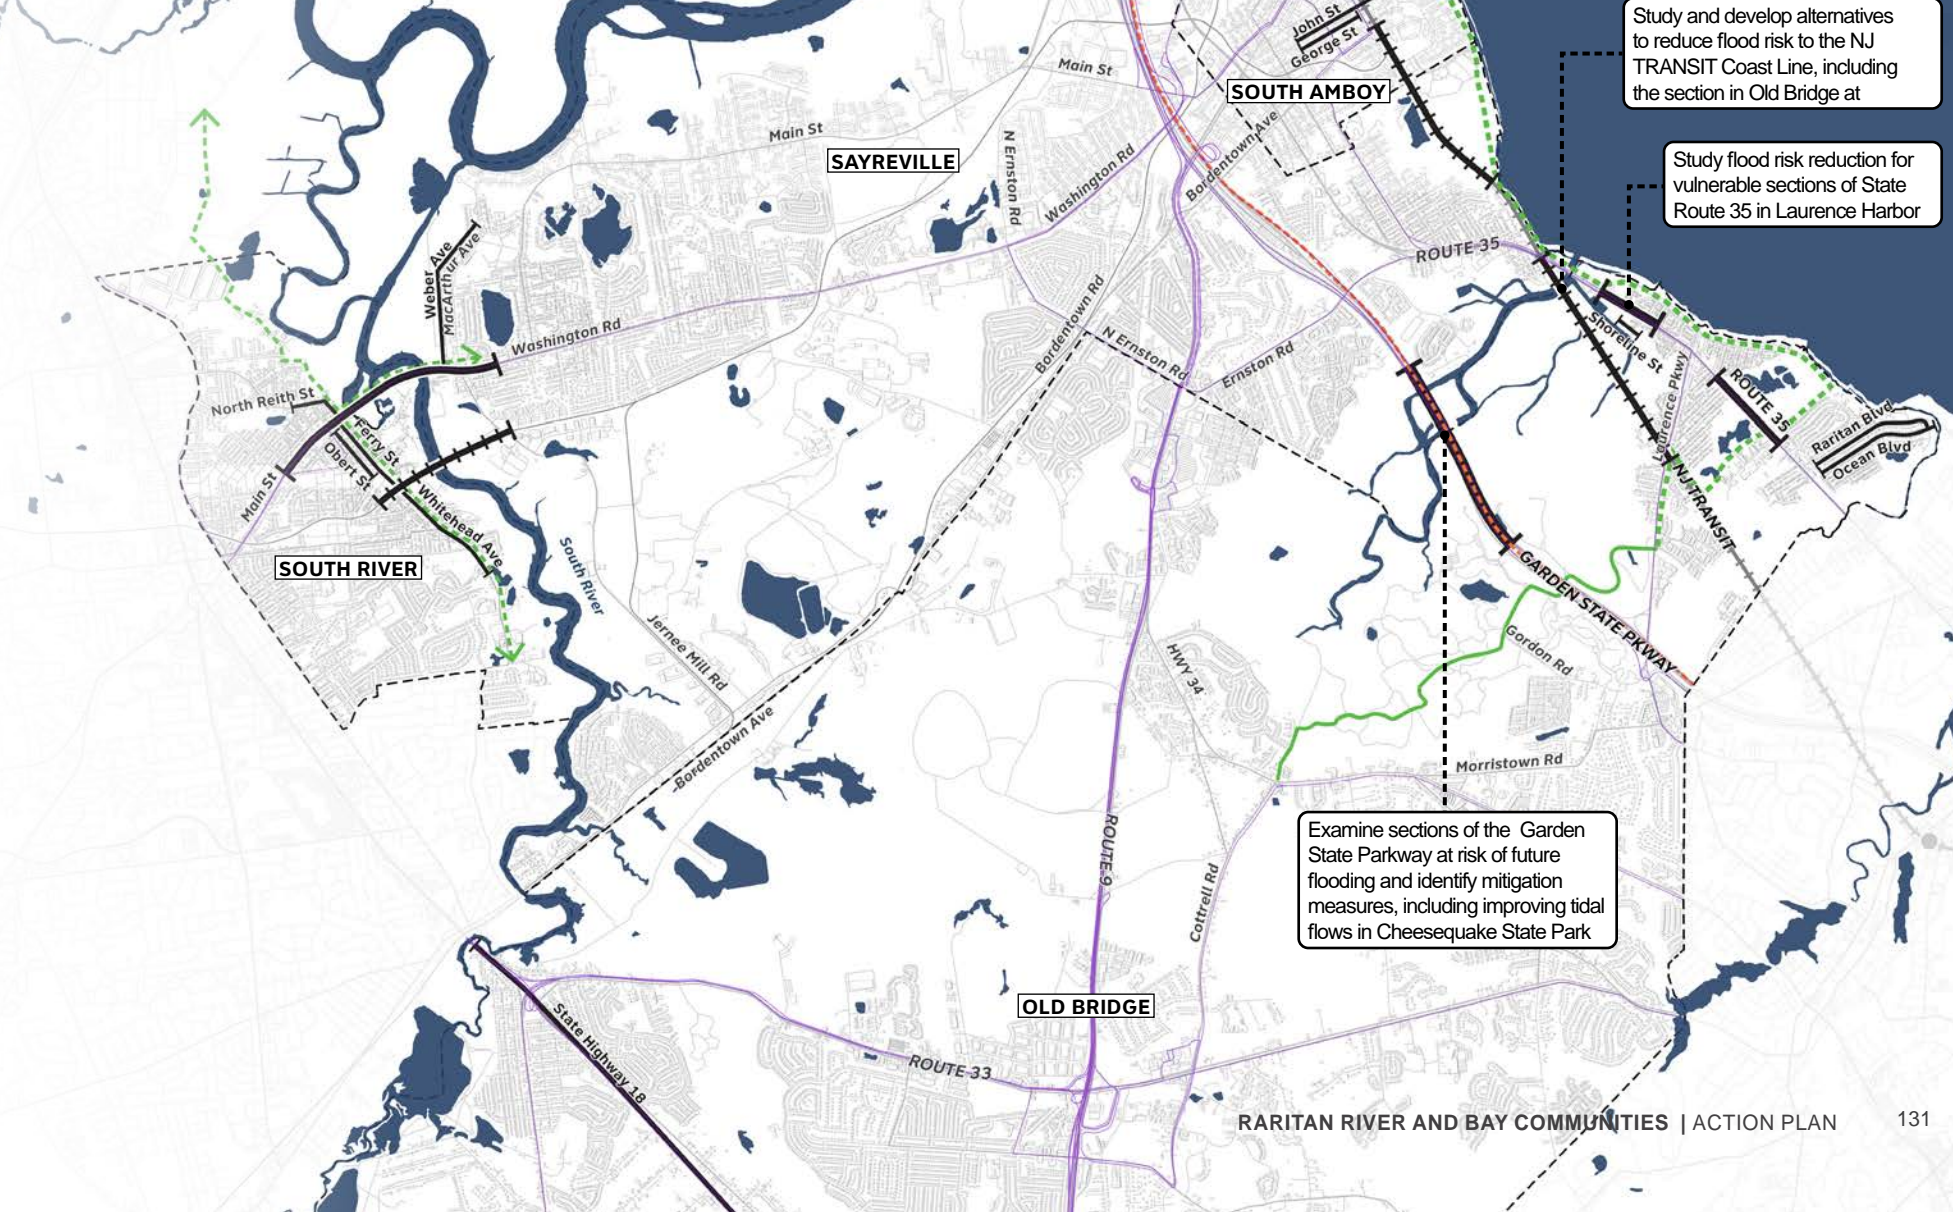 Study and develop alternatives
to reduce flood risk to the NJ
TRANSIT Coast Line, including
the section in Old Bridge at
Study flood risk reduction for
vulnerable sections of State
Route 35 in Laurence Harbor
John St
George St
Main St
SOUTH AMBOY
Main St
SAYREVILLE
N Ernston Rd
Washington Rd
Bordentown Ave
ROUTE 35
Weber Ave
MacArthur Ave
Washington Rd
Bordentown Rd
N Ernston Rd
Ernston Rd
Shoreline St
Laurence Pkwy
ROUTE 35
Raritan Blvd
Ocean Blvd
North Reith St
Ferry St
Obert St
Main St
Whitehead Ave
NJ TRANSIT
SOUTH RIVER
South River
GARDEN STATE PKWAY
Jernee Mill Rd
HWY 34
Gordon Rd
Bordentown Ave
Morristown Rd
ROUTE 9
Cottrell Rd
Examine sections of the Garden
State Parkway at risk of future
flooding and identify mitigation
measures, including improving tidal
flows in Cheesequake State Park
OLD BRIDGE
State Highway 18
ROUTE 33
RARITAN RIVER AND BAY COMMUNITIES | ACTION PLAN 131